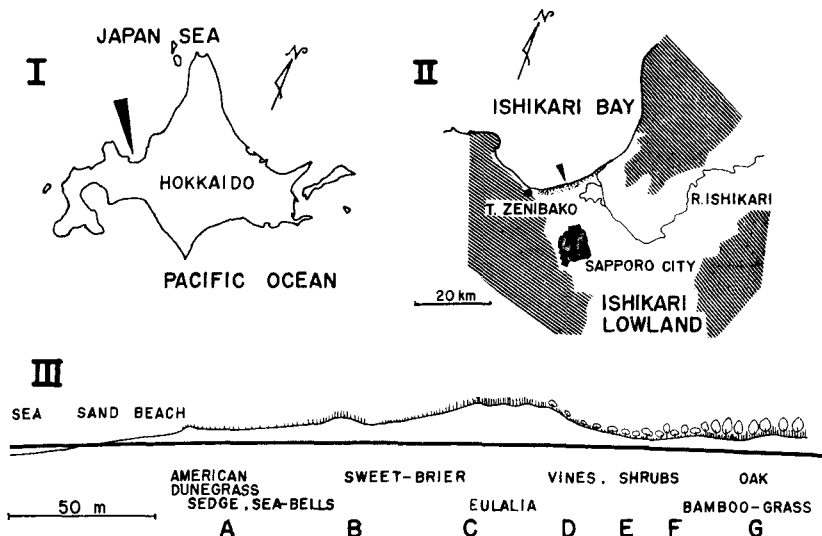 I
JAPAN SEA
N
HOKKAIDO
PACIFIC OCEAN
II
N
ISHIKARI BAY
T. ZENIBAKO
R. ISHIKARI
SAPPORO CITY
20 km
ISHIKARI
LOWLAND
III
SEA SAND BEACH
AMERICAN DUNEGRASS SWEET-BRIER VINES. SHRUBS OAK
SEDGE. SEA-BELLS EULALIA BAMBOO-GRASS
50 m
A B C D E F G